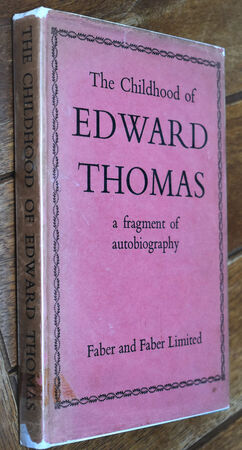 The Childhood of
EDWARD
THOMAS
a fragment of
autobiography
Faber and Faber Limited
THE CHILDHOOD OF EDWARD THOMAS